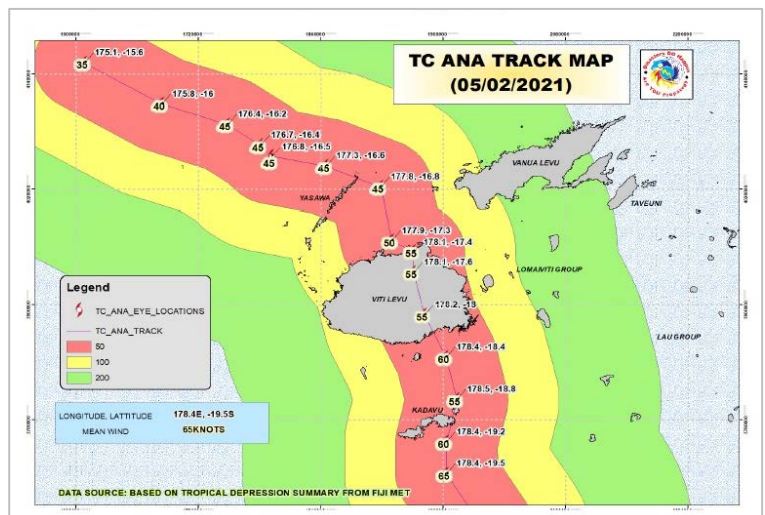 TC ANA TRACK MAP
(05/02/2021)
175.1, -15.6
35
175.8, -16
40
176.4, -16.2
45
176.7, -16.4
45
176.8, -16.5
45
177.3, -16.6
45
177.8, -16.8
45
VANUA LEVU
TAVEUNI
YASAWA
177.9, -17.3
50
178.1, -17.4
55
178.1, -17.6
55
LOMAIVITI GROUP
VITI LEVU
178.2, -18
55
LAU GROUP
178.4, -18.4
60
178.5, -18.8
55
KADAVU
178.4, -19.2
60
178.4, -19.5
65
Legend
TC_ANA_EYE_LOCATIONS
TC_ANA_TRACK
50
100
200
LONGITUDE, LATTITUDE 178.4E, -19.5S
MEAN WIND 65KNOTS
DATA SOURCE: BASED ON TROPICAL DEPRESSION SUMMARY FROM FIJI MET